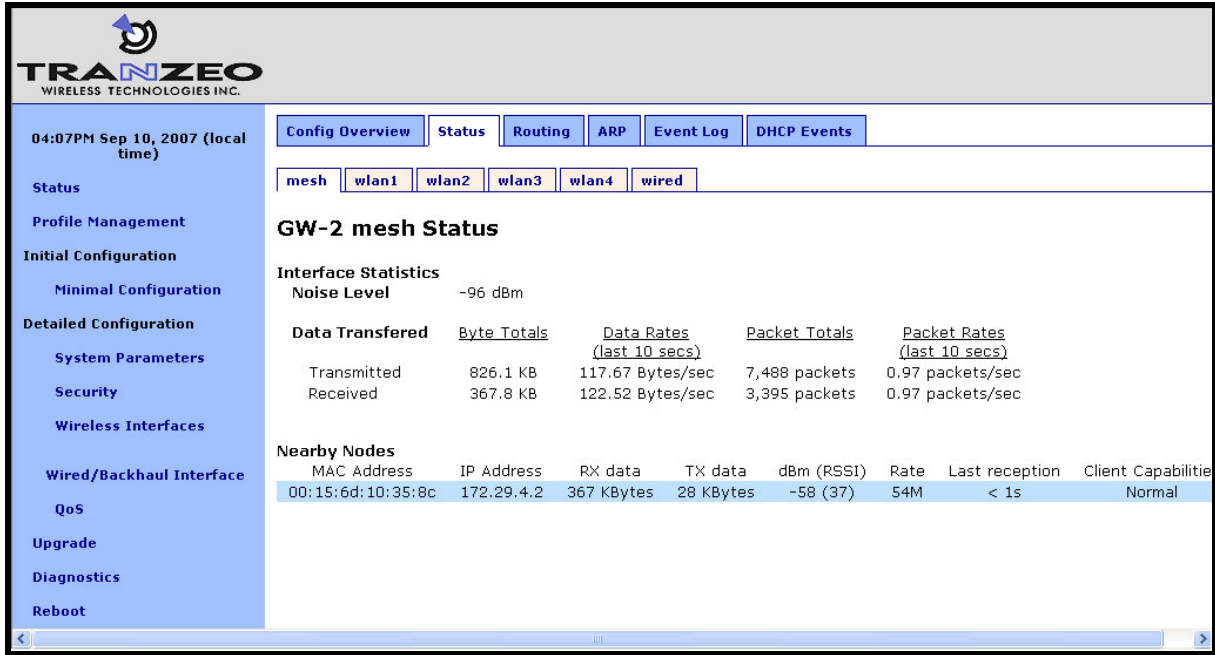 TRANZEO
WIRELESS TECHNOLOGIES INC.
04:07PM Sep 10, 2007 (local
time)
Status
Profile Management
Initial Configuration
Minimal Configuration
Detailed Configuration
System Parameters
Security
Wireless Interfaces
Wired/Backhaul Interface
QoS
Upgrade
Diagnostics
Reboot
Config Overview Status Routing ARP Event Log DHCP Events
mesh wlan1 wlan2 wlan3 wlan4 wired
GW-2 mesh Status
Interface Statistics
Noise Level -96 dBm
Data Transfered Byte Totals Data Rates Packet Totals Packet Rates
(last 10 secs) (last 10 secs)
Transmitted 826.1 KB 117.67 Bytes/sec 7,488 packets 0.97 packets/sec
Received 367.8 KB 122.52 Bytes/sec 3,395 packets 0.97 packets/sec
Nearby Nodes
MAC Address IP Address RX data TX data dBm (RSSI) Rate Last reception Client Capabilitie
00:15:6d:10:35:8c 172.29.4.2 367 KBytes 28 KBytes -58 (37) 54M < 1s Normal